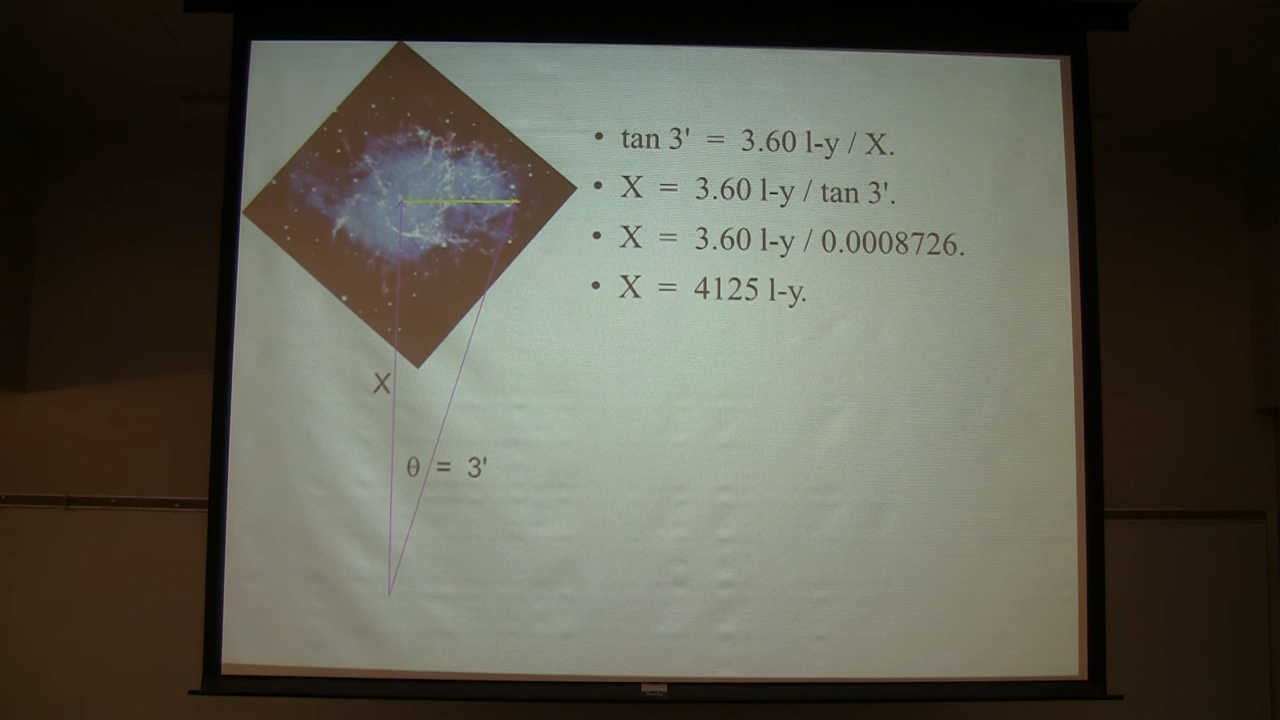 • tan 3' = 3.60 l-y / X.
• X = 3.60 l-y / tan 3'.
• X = 3.60 l-y / 0.0008726.
• X = 4125 l-y.
X
θ = 3'